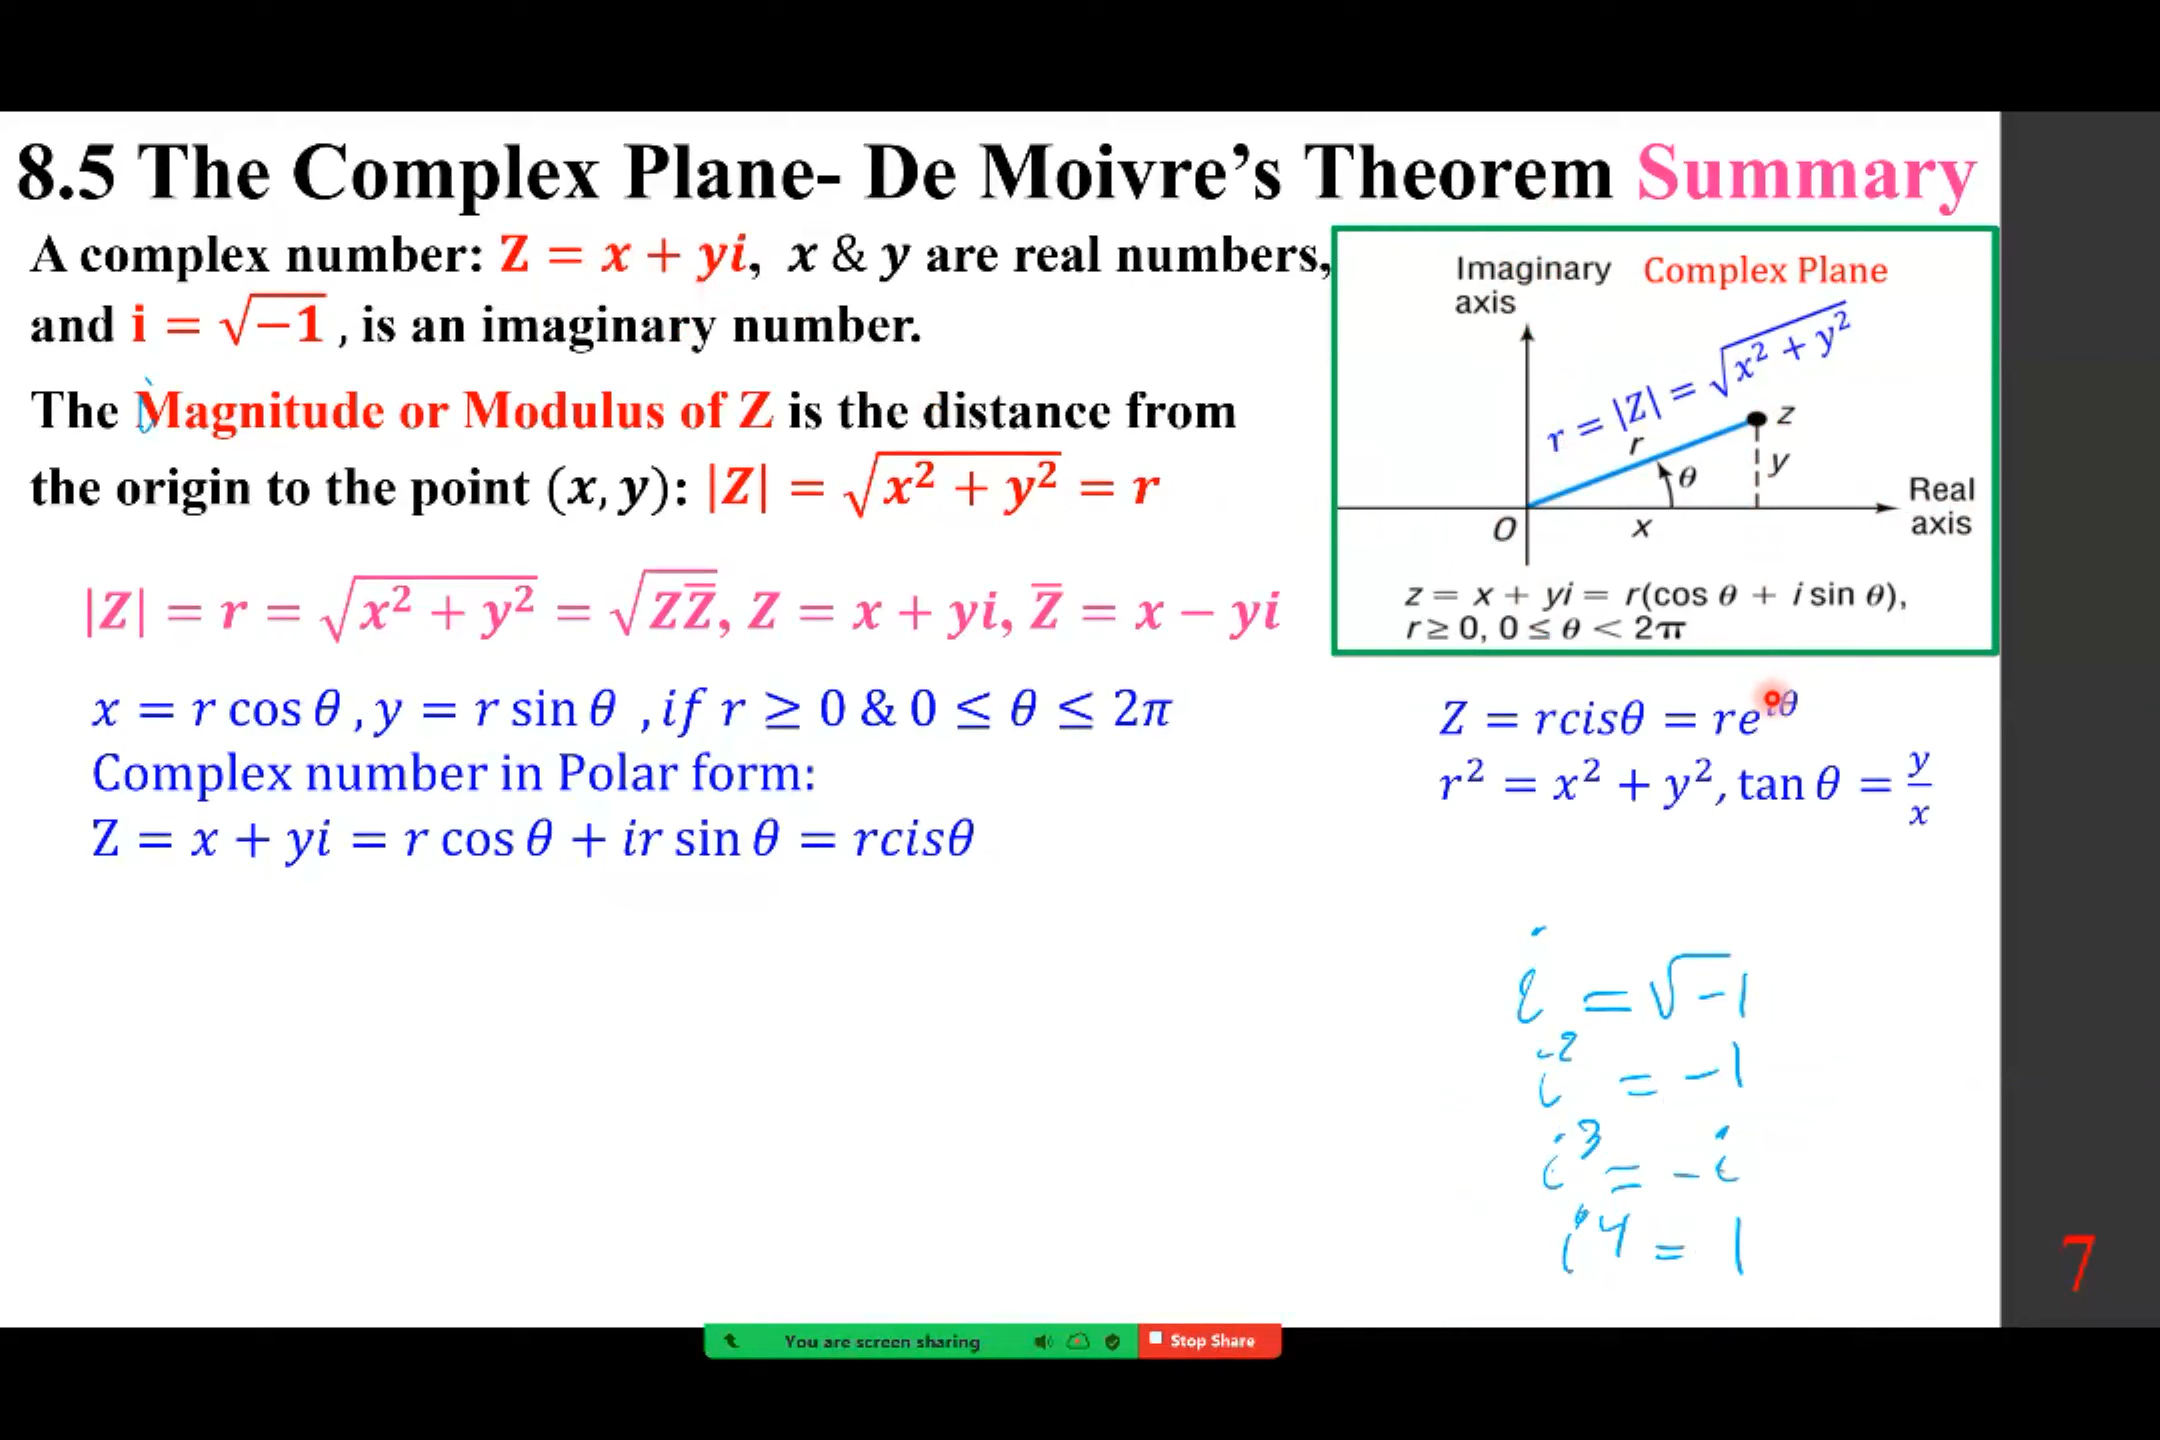 8.5 The Complex Plane- De Moivre's Theorem Summary
A complex number: Z = x + yi, x & y are real numbers,
and i = √−1 , is an imaginary number.
The Magnitude or Modulus of Z is the distance from
the origin to the point (x, y): |Z| = √x² + y² = r
|Z| = r = √x² + y² = √ZZ̅, Z = x + yi, Z̅ = x − yi
x = r cos θ , y = r sin θ , if r ≥ 0 & 0 ≤ θ ≤ 2π
Complex number in Polar form:
Z = x + yi = r cos θ + ir sin θ = rcisθ
Imaginary
axis
Complex Plane
r = |Z| = √x² + y²
r
z
θ
y
Real
axis
O
x
z = x + yi = r(cos θ + i sin θ),
r ≥ 0, 0 ≤ θ < 2π
Z = rcisθ = re^iθ
r² = x² + y², tan θ = y/x
i = √−1
i² = −1
i³ = −i
i⁴ = 1
7
You are screen sharing
Stop Share